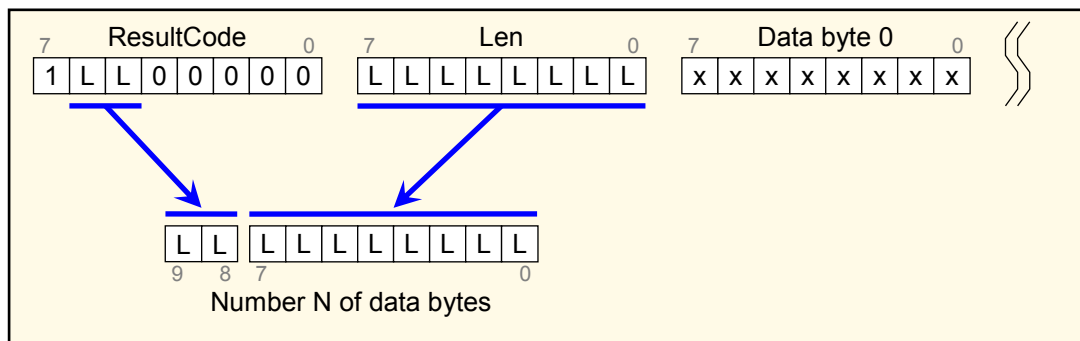 ResultCode Len Data byte 0
7 0 7 0 7 0
1 L L 0 0 0 0 0 L L L L L L L L x x x x x x x x
L L L L L L L L L L
9 8 7 0
Number N of data bytes